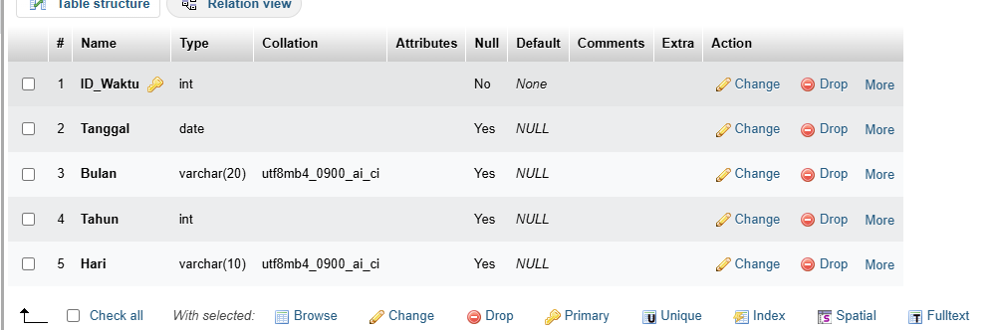 Table structure Relation view
# Name Type Collation Attributes Null Default Comments Extra Action
1 ID_Waktu int No None Change Drop More
2 Tanggal date Yes NULL Change Drop More
3 Bulan varchar(20) utf8mb4_0900_ai_ci Yes NULL Change Drop More
4 Tahun int Yes NULL Change Drop More
5 Hari varchar(10) utf8mb4_0900_ai_ci Yes NULL Change Drop More
Check all With selected: Browse Change Drop Primary Unique Index Spatial Fulltext